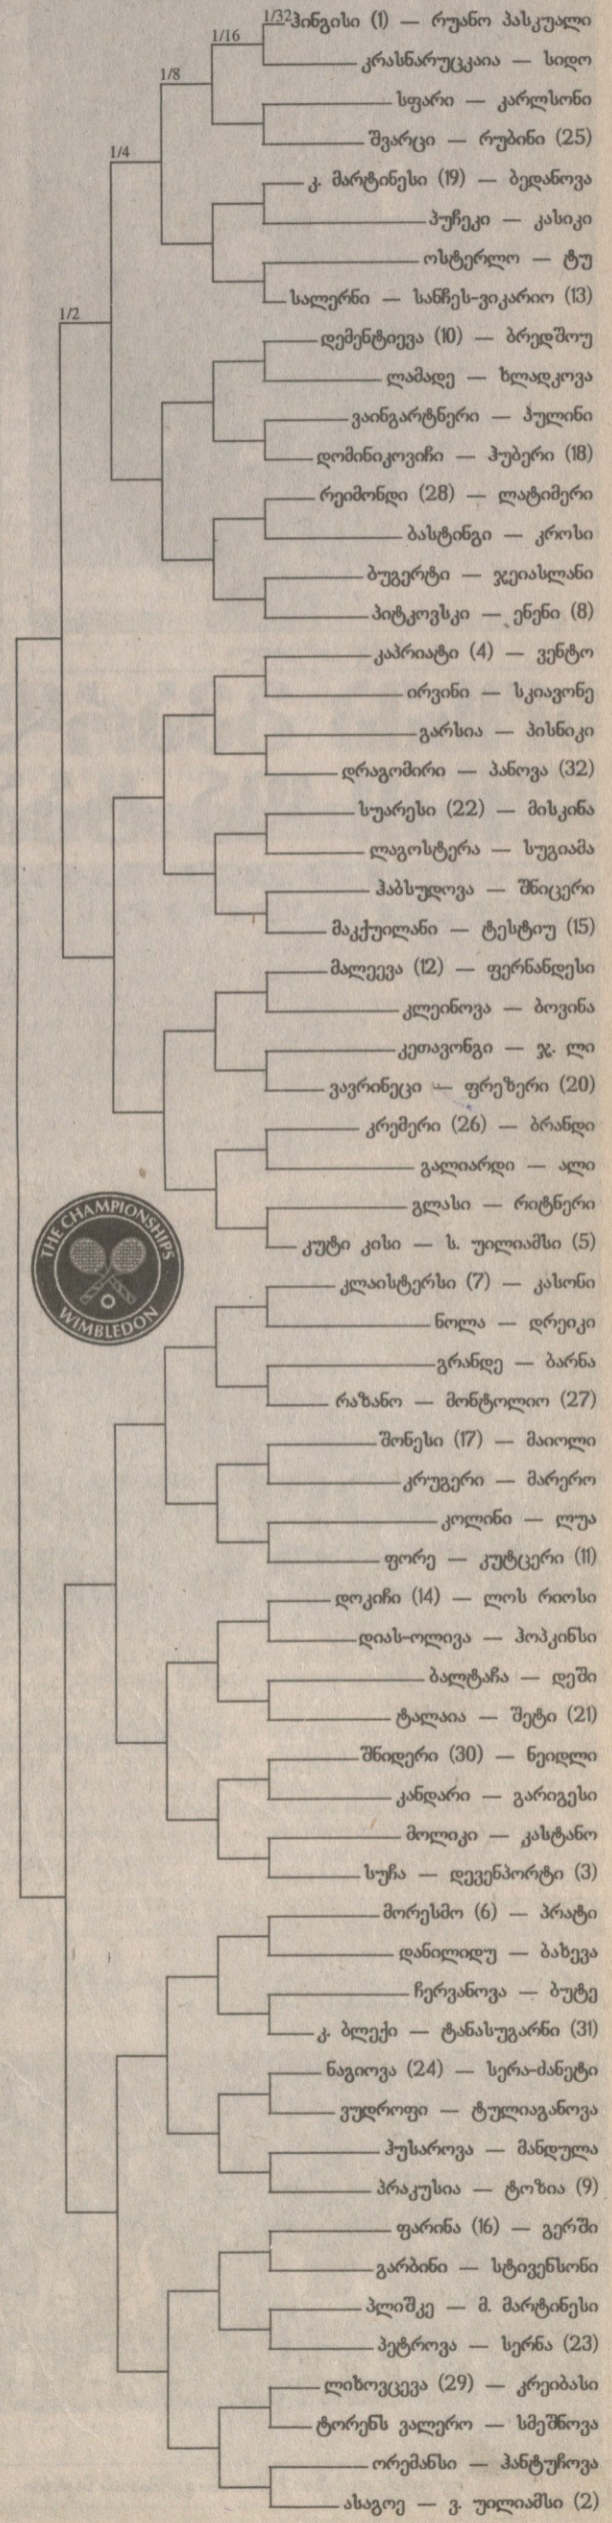 1/32 ჰინგისი (1) — რუანო პასკუალი
1/16
კრასნარუცკაია — სიდო
1/8
სფარი — კარლსონი
შვარცი — რუბინი (25)
1/4
კ. მარტინესი (19) — ბედანოვა
პუჩეკი — კასიკი
ოსტერლო — ტუ
სალერნი — სანჩეს-ვიკარიო (13)
1/2
დემენტიევა (10) — ბრედშოუ
ლამადე — ხლადკოვა
ვაინგარტნერი — პულინი
დომინიკოვიჩი — ჰუბერი (18)
რეიმონდი (28) — ლატიმერი
ბასტინგი — კროსი
ბუგერტი — ჯეიასლანი
პიტკოვსკი — ენენი (8)
კაპრიატი (4) — ვენტო
ირვინი — სკიავონე
გარსია — პისნიკი
დრაგომირი — პანოვა (32)
სუარესი (22) — მისკინა
ლაგოსტერა — სუგიამა
ჰაბსუდოვა — შნიცერი
მაკქუილანი — ტესტიუ (15)
მალეევა (12) — ფერნანდესი
კლეინოვა — ბოვინა
კეთავონგი — ჯ. ლი
ვავრინეცი — ფრეზერი (20)
კრემერი (26) — ბრანდი
გალიარდი — ალი
გლასი — რიტნერი
კუტი კისი — ს. უილიამსი (5)
THE CHAMPIONSHIPS
WIMBLEDON
კლაისტერსი (7) — კასონი
ნოლა — დრეიკი
გრანდე — ბარნა
რაზანო — მონტოლიო (27)
შონესი (17) — მაიოლი
კრუგერი — მარერო
კოლინი — ლუა
ფორე — კუტცერი (11)
დოკიჩი (14) — ლოს რიოსი
დიას-ოლივა — ჰოპკინსი
ბალტაჩა — დეში
ტალაია — შეტი (21)
შნიდერი (30) — ნეიდლი
კანდარი — გარიგესი
მოლიკი — კასტანო
სუჩა — დევენპორტი (3)
მორესმო (6) — პრატი
დანილიდუ — ბახევა
ჩერვანოვა — ბუტე
კ. ბლექი — ტანასუგარნი (31)
ნაგიოვა (24) — სერა-ძანეტი
ვუდროფი — ტულიაგანოვა
ჰუსაროვა — მანდულა
პრაკუსია — ტოზია (9)
ფარინა (16) — გერში
გარბინი — სტივენსონი
პლიშკე — მ. მარტინესი
პეტროვა — სერნა (23)
ლიხოვცევა (29) — კრეიბასი
ტორენს ვალერო — სმეშნოვა
ორემანსი — ჰანტუჩოვა
ასაგოე — ვ. უილიამსი (2)